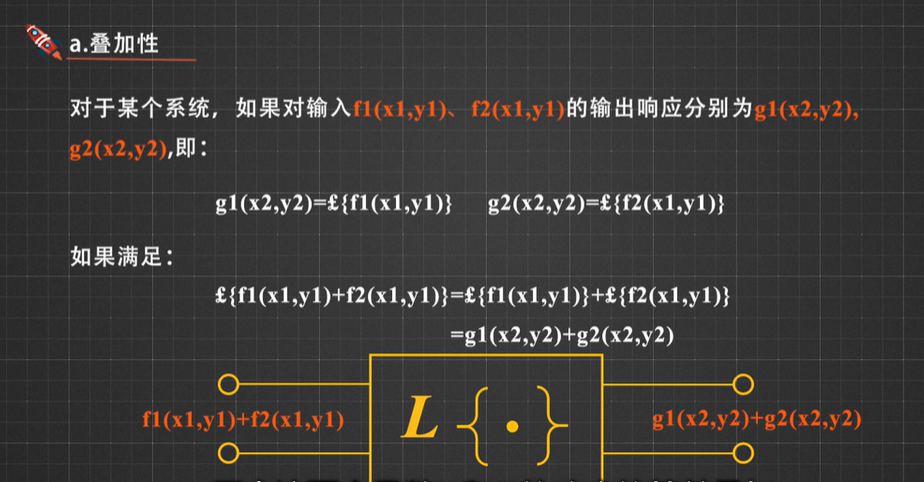 a.叠加性
对于某个系统，如果对输入f1(x1,y1)、f2(x1,y1)的输出响应分别为g1(x2,y2),
g2(x2,y2),即：
g1(x2,y2)=£{f1(x1,y1)} g2(x2,y2)=£{f2(x1,y1)}
如果满足：
£{f1(x1,y1)+f2(x1,y1)}=£{f1(x1,y1)}+£{f2(x1,y1)}
=g1(x2,y2)+g2(x2,y2)
f1(x1,y1)+f2(x1,y1) L{·} g1(x2,y2)+g2(x2,y2)